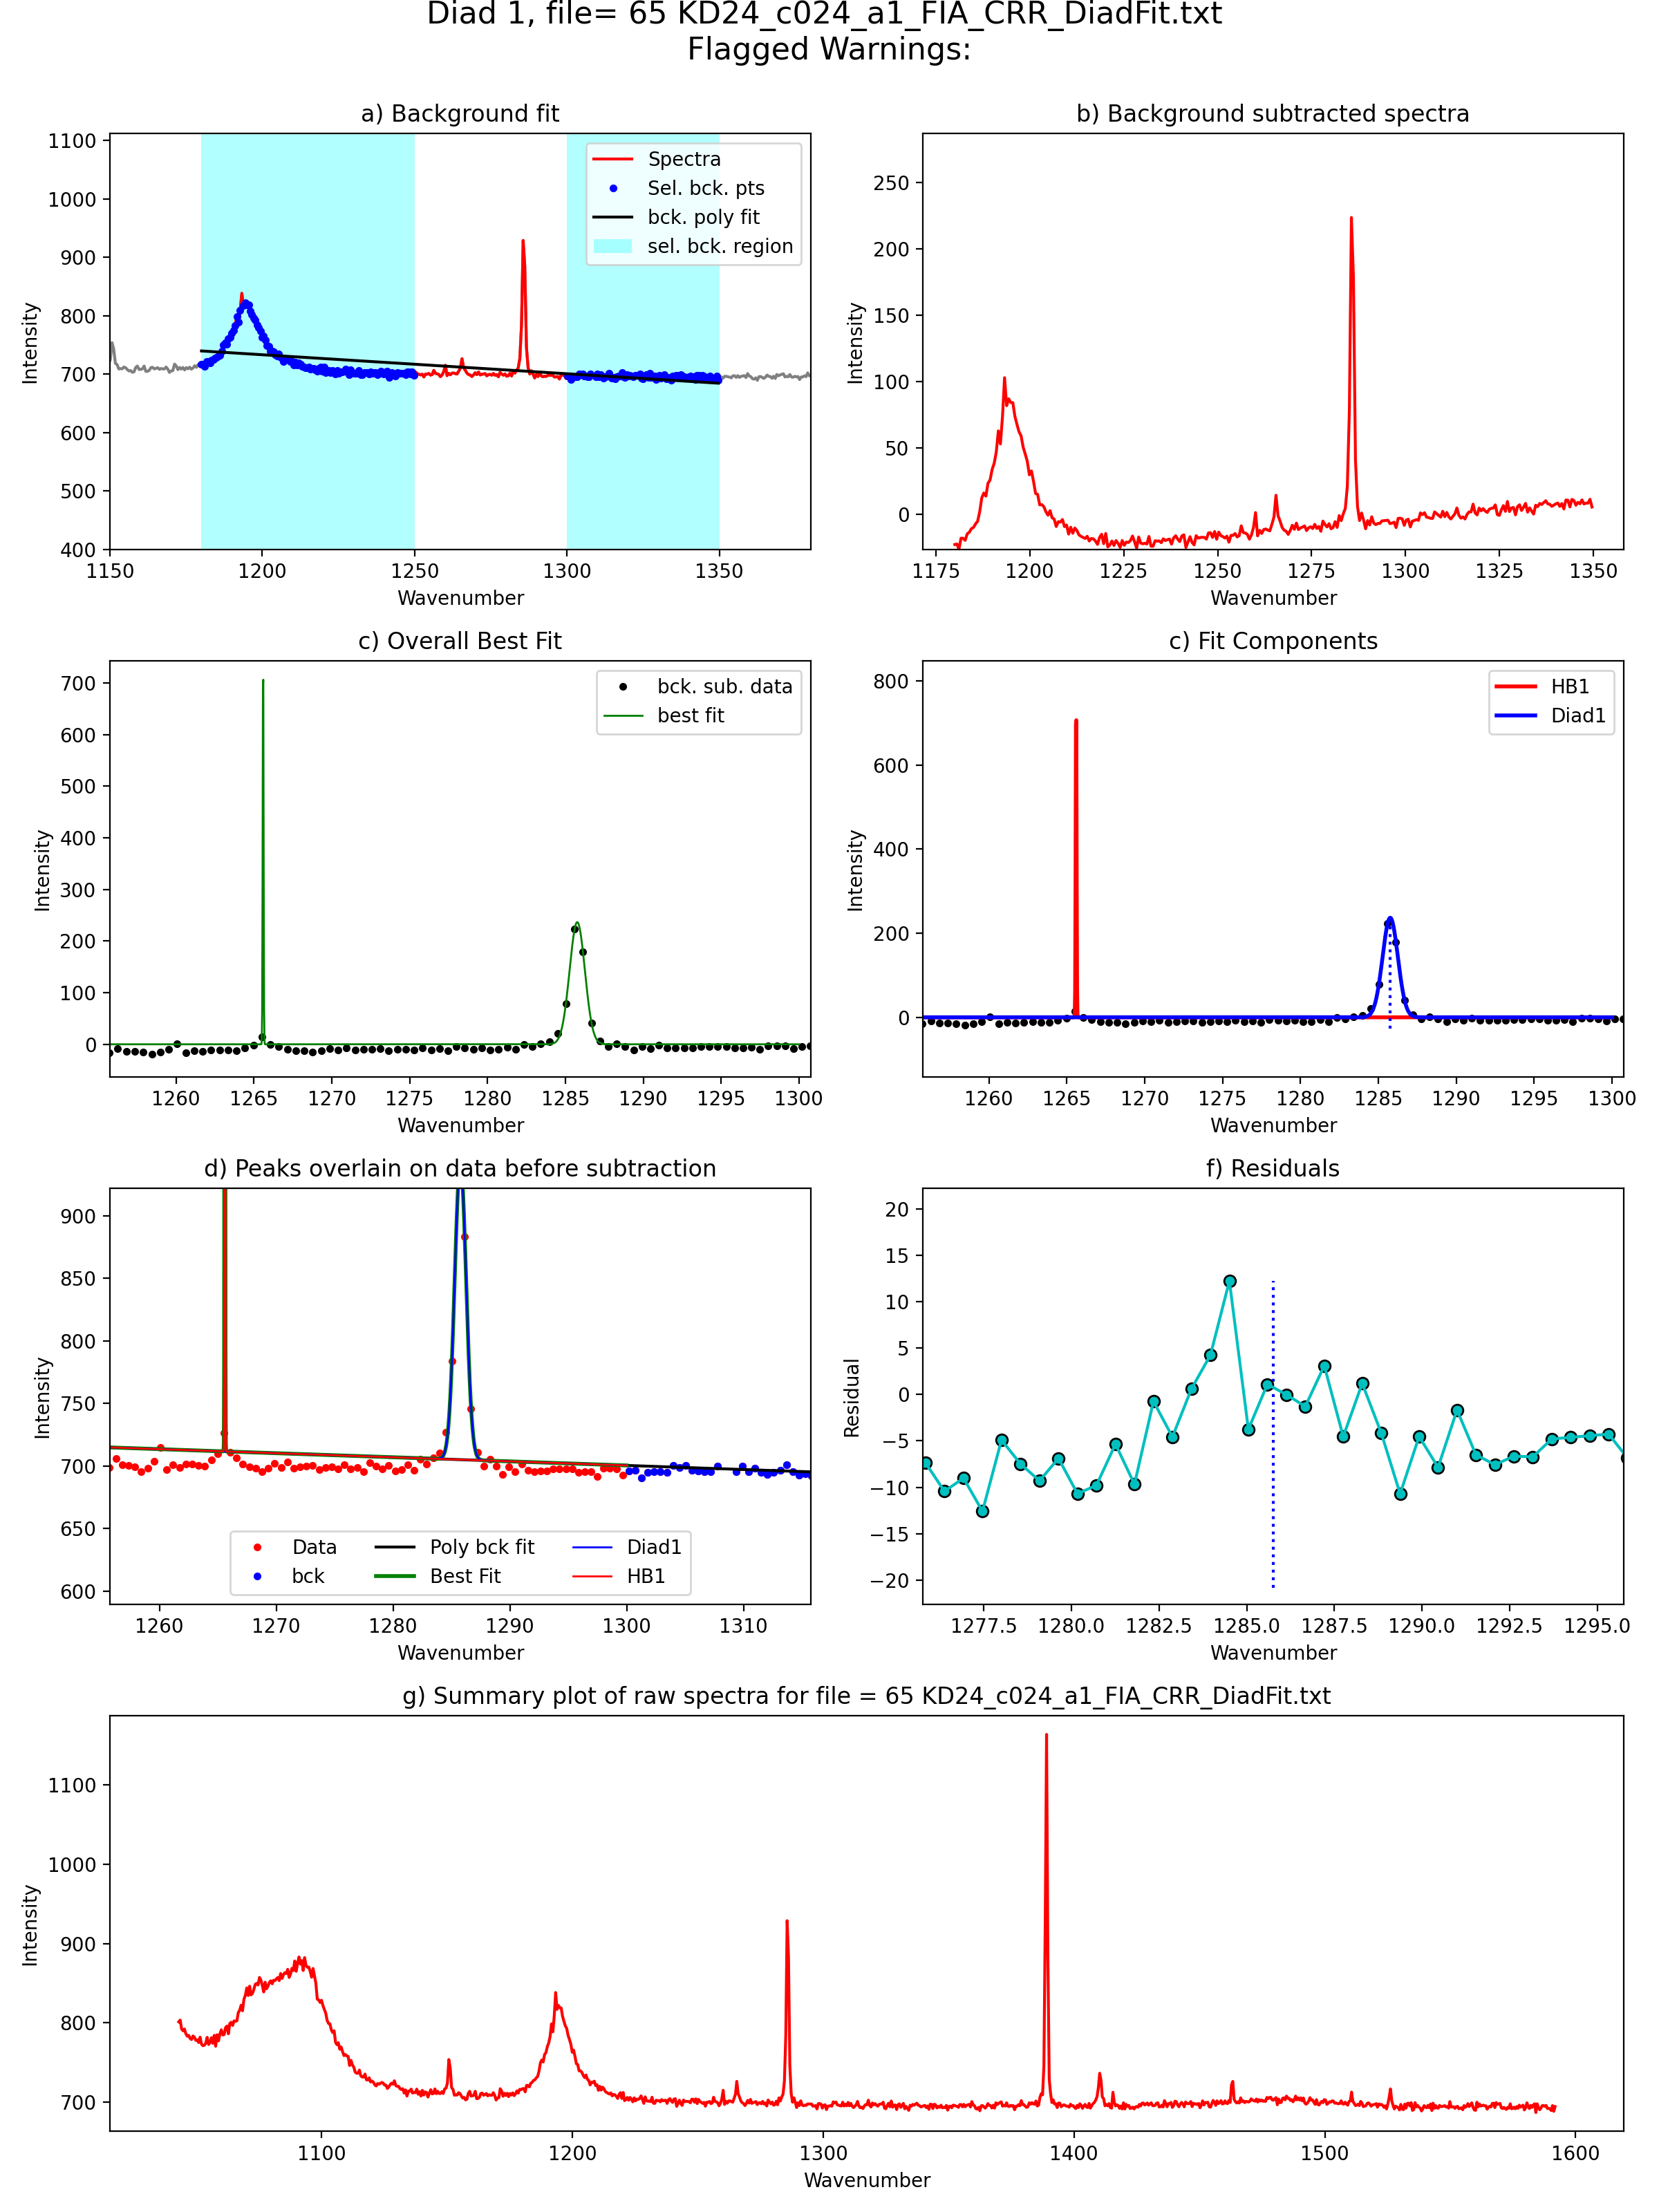 Diad 1, file= 65 KD24_c024_a1_FIA_CRR_DiadFit.txt
Flagged Warnings:
a) Background fit
1100
1000
900
800
700
600
500
400
Intensity
Spectra
Sel. bck. pts
bck. poly fit
sel. bck. region
1150 1200 1250 1300 1350
Wavenumber
b) Background subtracted spectra
250
200
150
100
50
0
Intensity
1175 1200 1225 1250 1275 1300 1325 1350
Wavenumber
c) Overall Best Fit
700
600
500
400
300
200
100
0
Intensity
bck. sub. data
best fit
1260 1265 1270 1275 1280 1285 1290 1295 1300
Wavenumber
c) Fit Components
800
600
400
200
0
Intensity
HB1
Diad1
1260 1265 1270 1275 1280 1285 1290 1295 1300
Wavenumber
d) Peaks overlain on data before subtraction
900
850
800
750
700
650
600
Intensity
Data
bck
Poly bck fit
Best Fit
Diad1
HB1
1260 1270 1280 1290 1300 1310
Wavenumber
f) Residuals
20
15
10
5
0
−5
−10
−15
−20
Residual
1277.5 1280.0 1282.5 1285.0 1287.5 1290.0 1292.5 1295.0
Wavenumber
g) Summary plot of raw spectra for file = 65 KD24_c024_a1_FIA_CRR_DiadFit.txt
1100
1000
900
800
700
Intensity
1100 1200 1300 1400 1500 1600
Wavenumber